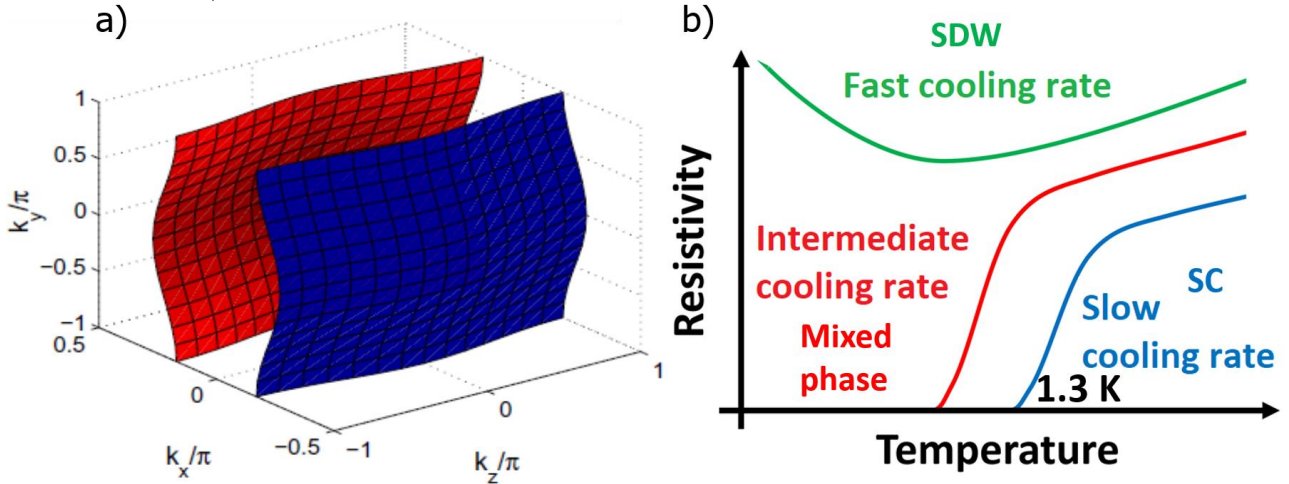 a)
1
0.5
0
−0.5
−1
k_y/π
0.5
0
−0.5
k_x/π
−1
0
1
k_z/π
b)
SDW
Fast cooling rate
Resistivity
Intermediate
cooling rate
Mixed
phase
SC
Slow
cooling rate
1.3 K
Temperature